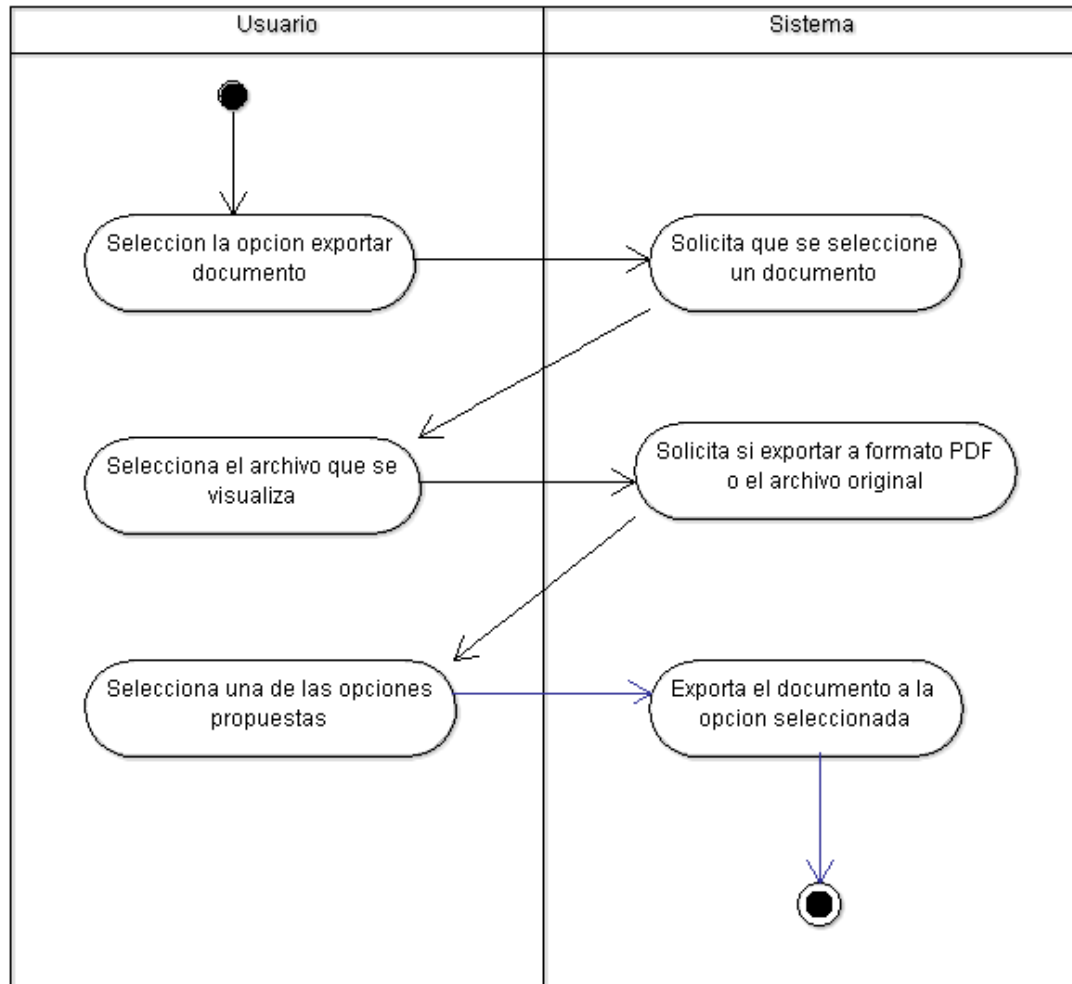 Usuario
Sistema
Seleccion la opcion exportar
documento
Solicita que se seleccione
un documento
Selecciona el archivo que se
visualiza
Solicita si exportar a formato PDF
o el archivo original
Selecciona una de las opciones
propuestas
Exporta el documento a la
opcion seleccionada